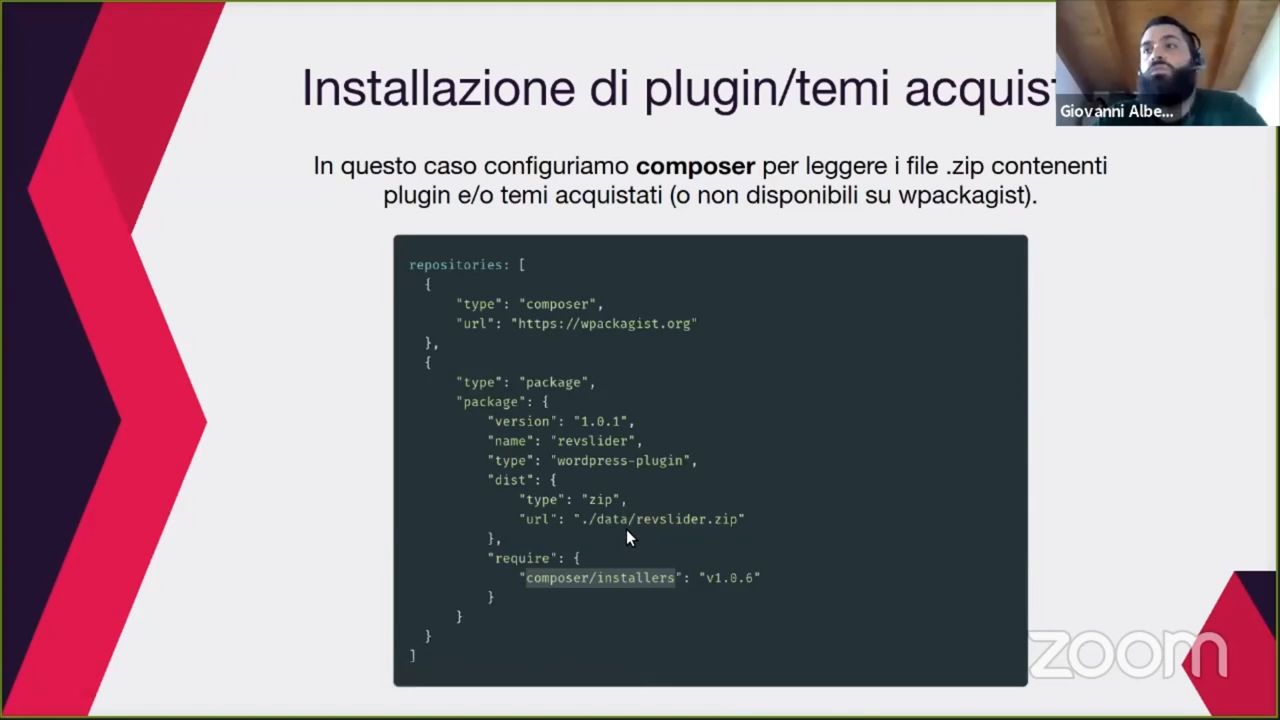 Installazione di plugin/temi acquist
Giovanni Albe...
In questo caso configuriamo composer per leggere i file .zip contenenti
plugin e/o temi acquistati (o non disponibili su wpackagist).
repositories: [
{
"type": "composer",
"url": "https://wpackagist.org"
},
{
"type": "package",
"package": {
"version": "1.0.1",
"name": "revslider",
"type": "wordpress-plugin",
"dist": {
"type": "zip",
"url": "./data/revslider.zip"
},
"require": {
"composer/installers": "v1.0.6"
}
}
}
]
zoom